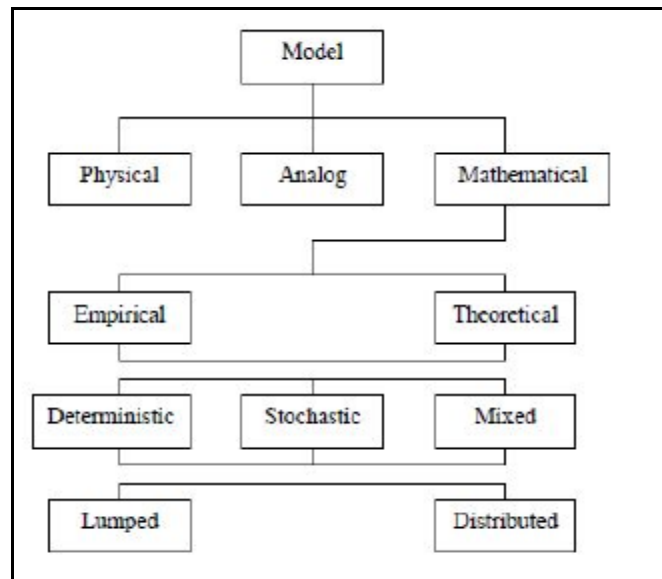 Model
Physical Analog Mathematical
Empirical Theoretical
Deterministic Stochastic Mixed
Lumped Distributed